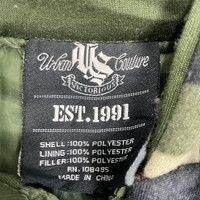 Urban VS Couture
VICTORIOUS
EST.1991
SHELL:100% POLYESTER
LINING:100% POLYESTER
FILLER:100% POLYESTER
RN.108495
MADE IN CHINA